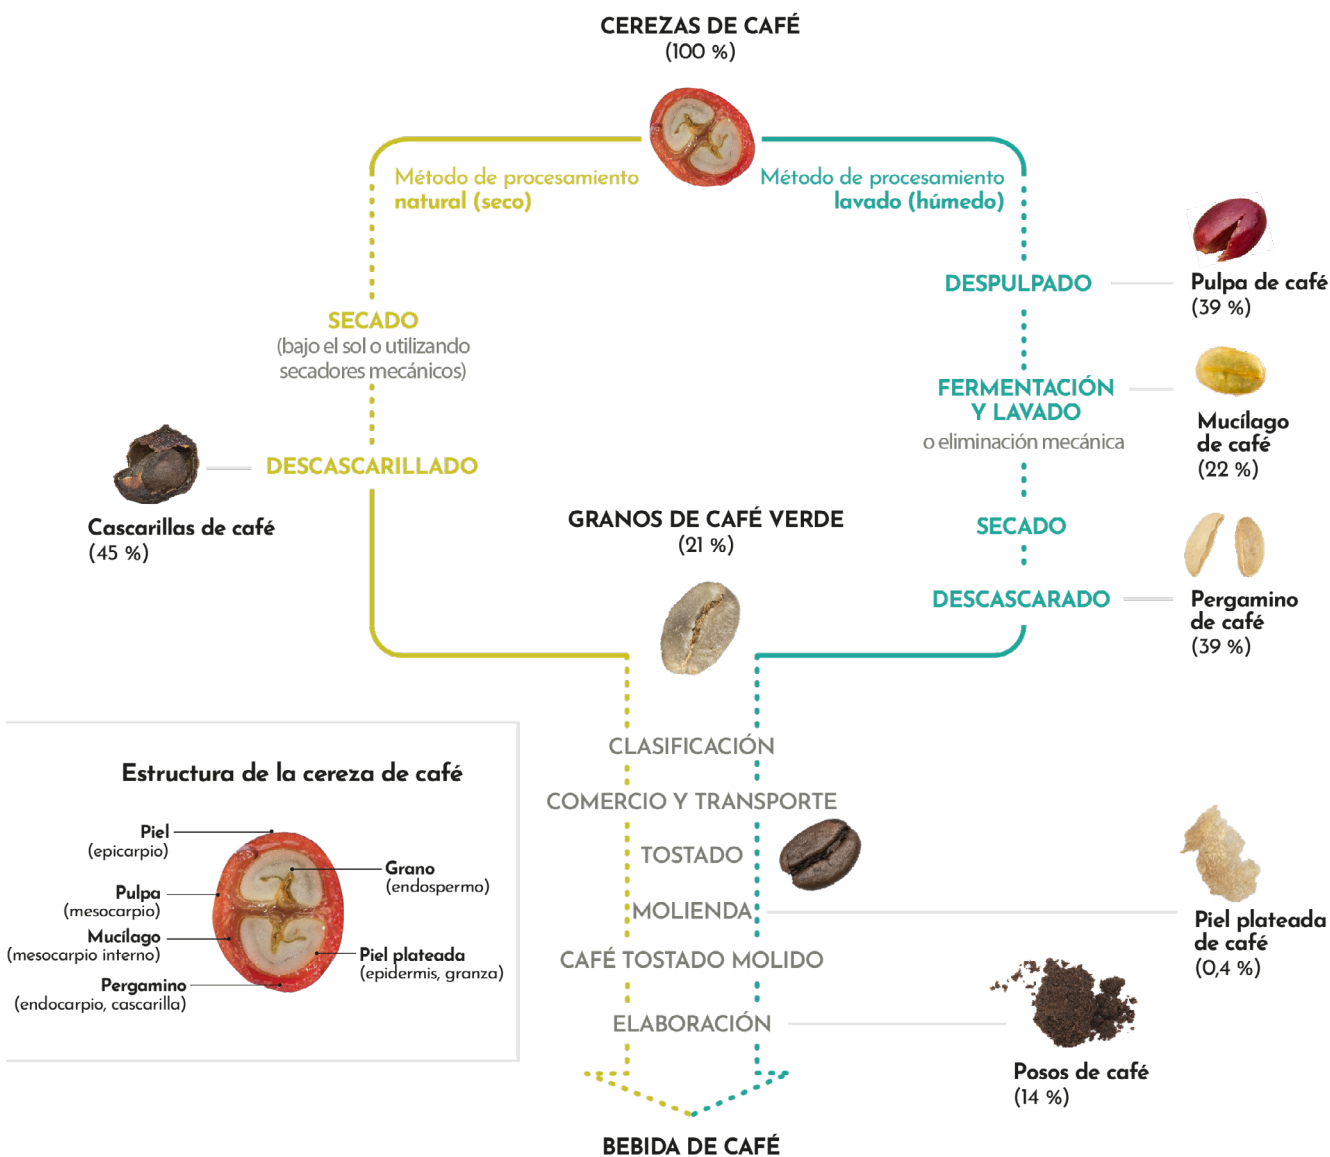 CEREZAS DE CAFÉ
(100 %)
Método de procesamiento
natural (seco)
Método de procesamiento
lavado (húmedo)
DESPULPADO
Pulpa de café
(39 %)
SECADO
(bajo el sol o utilizando
secadores mecánicos)
FERMENTACIÓN
Y LAVADO
o eliminación mecánica
Mucílago
de café
(22 %)
DESCASCARILLADO
Cascarillas de café
(45 %)
GRANOS DE CAFÉ VERDE
(21 %)
SECADO
DESCASCARADO
Pergamino
de café
(39 %)
CLASIFICACIÓN
COMERCIO Y TRANSPORTE
TOSTADO
MOLIENDA
Piel plateada
de café
(0,4 %)
CAFÉ TOSTADO MOLIDO
ELABORACIÓN
Posos de café
(14 %)
BEBIDA DE CAFÉ
Estructura de la cereza de café
Piel
(epicarpio)
Pulpa
(mesocarpio)
Mucílago
(mesocarpio interno)
Pergamino
(endocarpio, cascarilla)
Grano
(endospermo)
Piel plateada
(epidermis, granza)